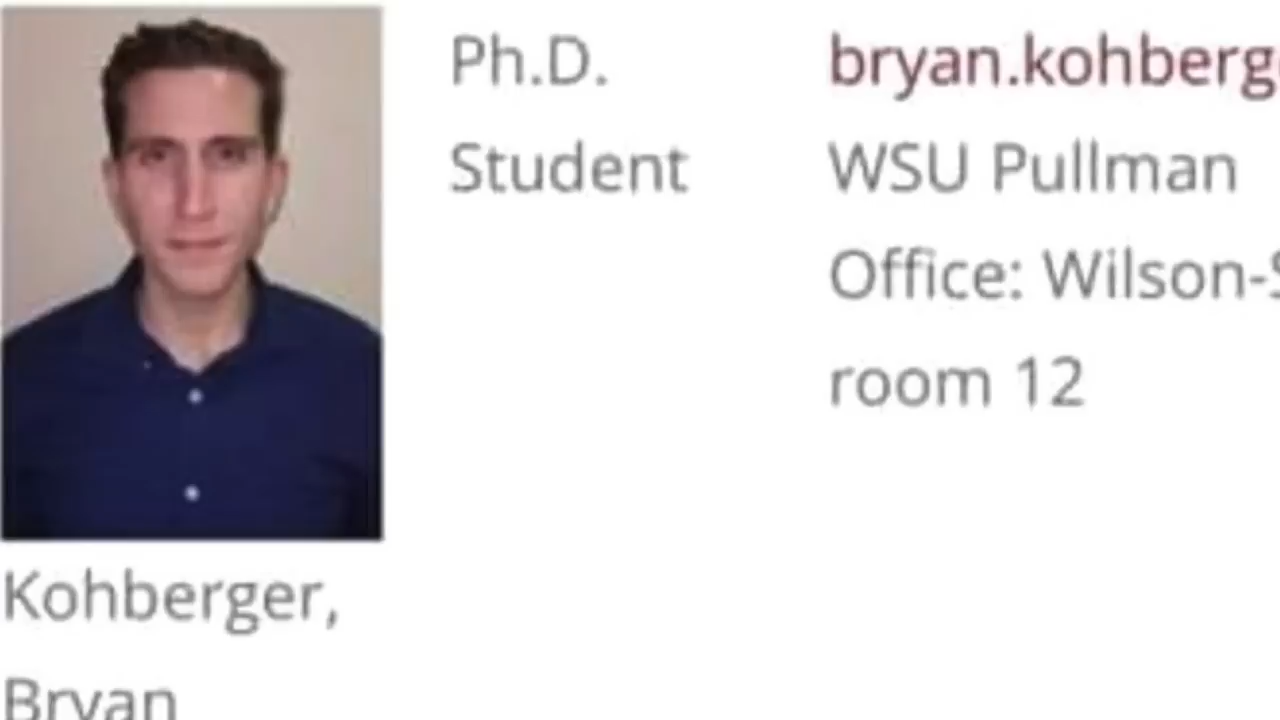 Ph.D.
Student
bryan.kohberg
WSU Pullman
Office: Wilson-S
room 12
Kohberger,
Bryan